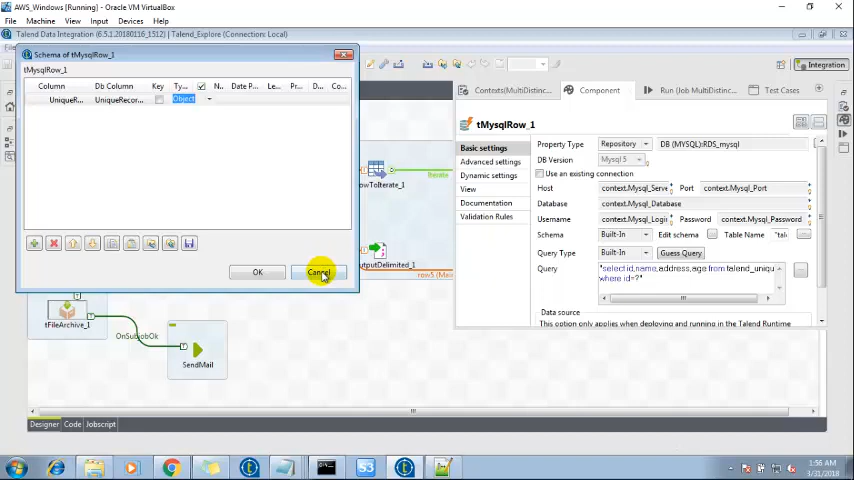 AWS_Windows [Running] - Oracle VM VirtualBox
File Machine View Input Devices Help
Talend Data Integration (6.5.1.20180116_1512) | Talend_Explore (Connection: Local)
Schema of tMysqlRow_1
tMysqlRow_1
Column Db Column Key Ty... N.. Date P... Le... Pr... D... Co...
UniqueR... UniqueRecor... Object
OK Cancel
Integration
Contexts(MultiDistinc... Component Run (Job MultiDistinct... Test Cases
tMysqlRow_1
Basic settings
Advanced settings
Dynamic settings
View
Documentation
Validation Rules
Property Type Repository DB (MYSQL):RDS_mysql
DB Version Mysql 5
Use an existing connection
Host context.Mysql_Serve Port context.Mysql_Port
Database context.Mysql_Database
Username context.Mysql_Login Password context.Mysql_Password
Schema Built-In Edit schema Table Name "tal
Query Type Built-In Guess Query
Query "select id,name,address,age from talend_uniqu
where id=?"
Data source
This option only applies when deploying and running in the Talend Runtime
owToIterate_1
Iterate
OutputDelimited_1
row5 (Main
tFileArchive_1
OnSubjobOk
SendMail
Designer Code Jobscript
1:56 AM
3/31/2018